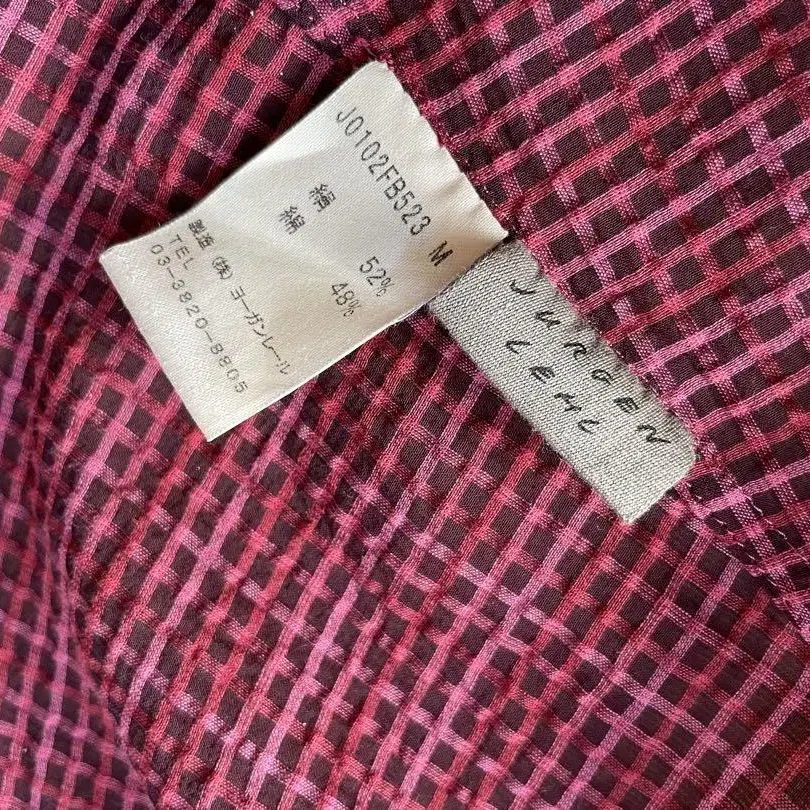 J0102FB523 M
絹 52%
綿 48%
製造 (株) ヨーガンレール
TEL
03-3820-8805
JURGEN
LEHL